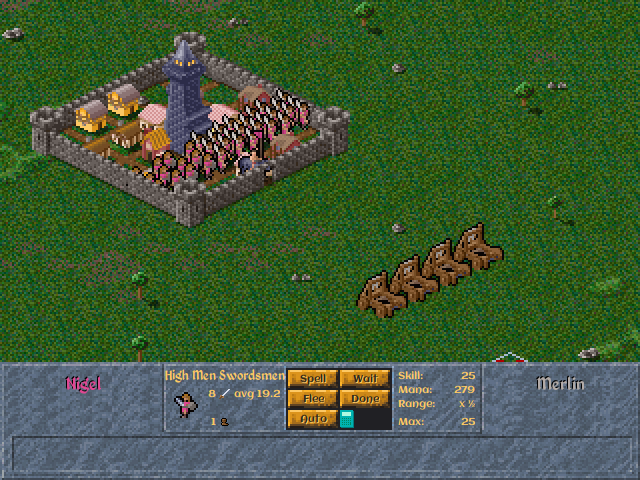 Nigel
High Men Swordsmen
8 avg 19.2
1
Spell Wait
Flee Done
Auto
Skill: 25
Mana: 279
Range: x ½
Max: 25
Merlin